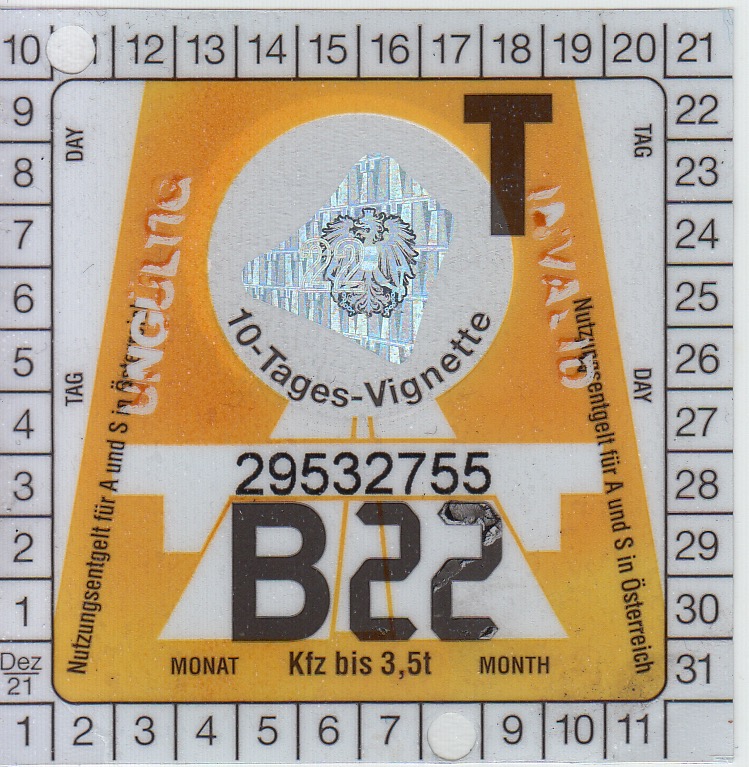 10 12 13 14 15 16 17 18 19 20 21
9 22
8 23
7 24
6 25
5 26
4 27
3 28
2 29
1 30
Dez 21 31
1 2 3 4 5 6 7 9 10 11
DAY
TAG
T
UNGÜLTIG
INVALID
22
10-Tages-Vignette
TAG
DAY
Nutzungsentgelt für A und S in Österreich
Nutzungsentgelt für A und S in Österreich
29532755
B22
MONAT Kfz bis 3,5t MONTH